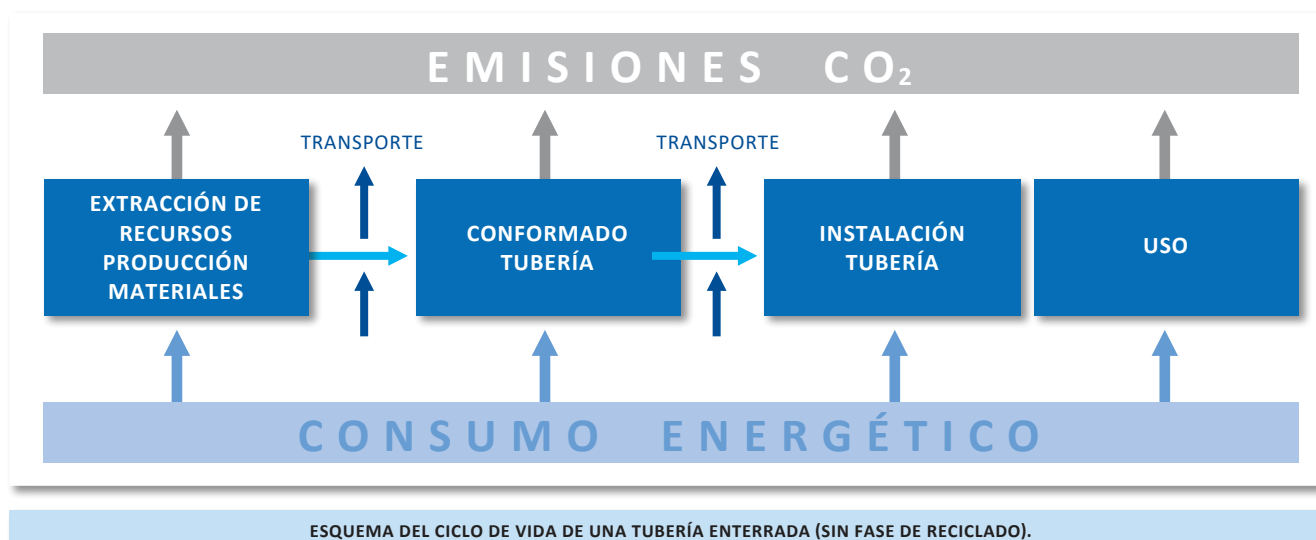 EMISIONES CO₂
TRANSPORTE
TRANSPORTE
EXTRACCIÓN DE
RECURSOS
PRODUCCIÓN
MATERIALES
CONFORMADO
TUBERÍA
INSTALACIÓN
TUBERÍA
USO
CONSUMO ENERGÉTICO
ESQUEMA DEL CICLO DE VIDA DE UNA TUBERÍA ENTERRADA (SIN FASE DE RECICLADO).